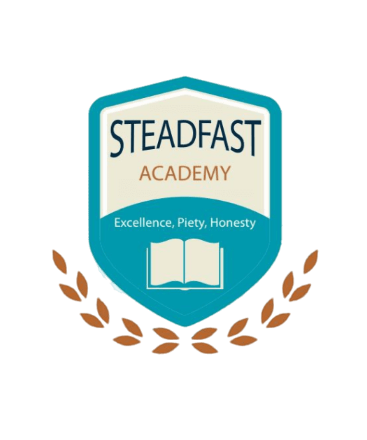 STEADFAST
ACADEMY
Excellence, Piety, Honesty